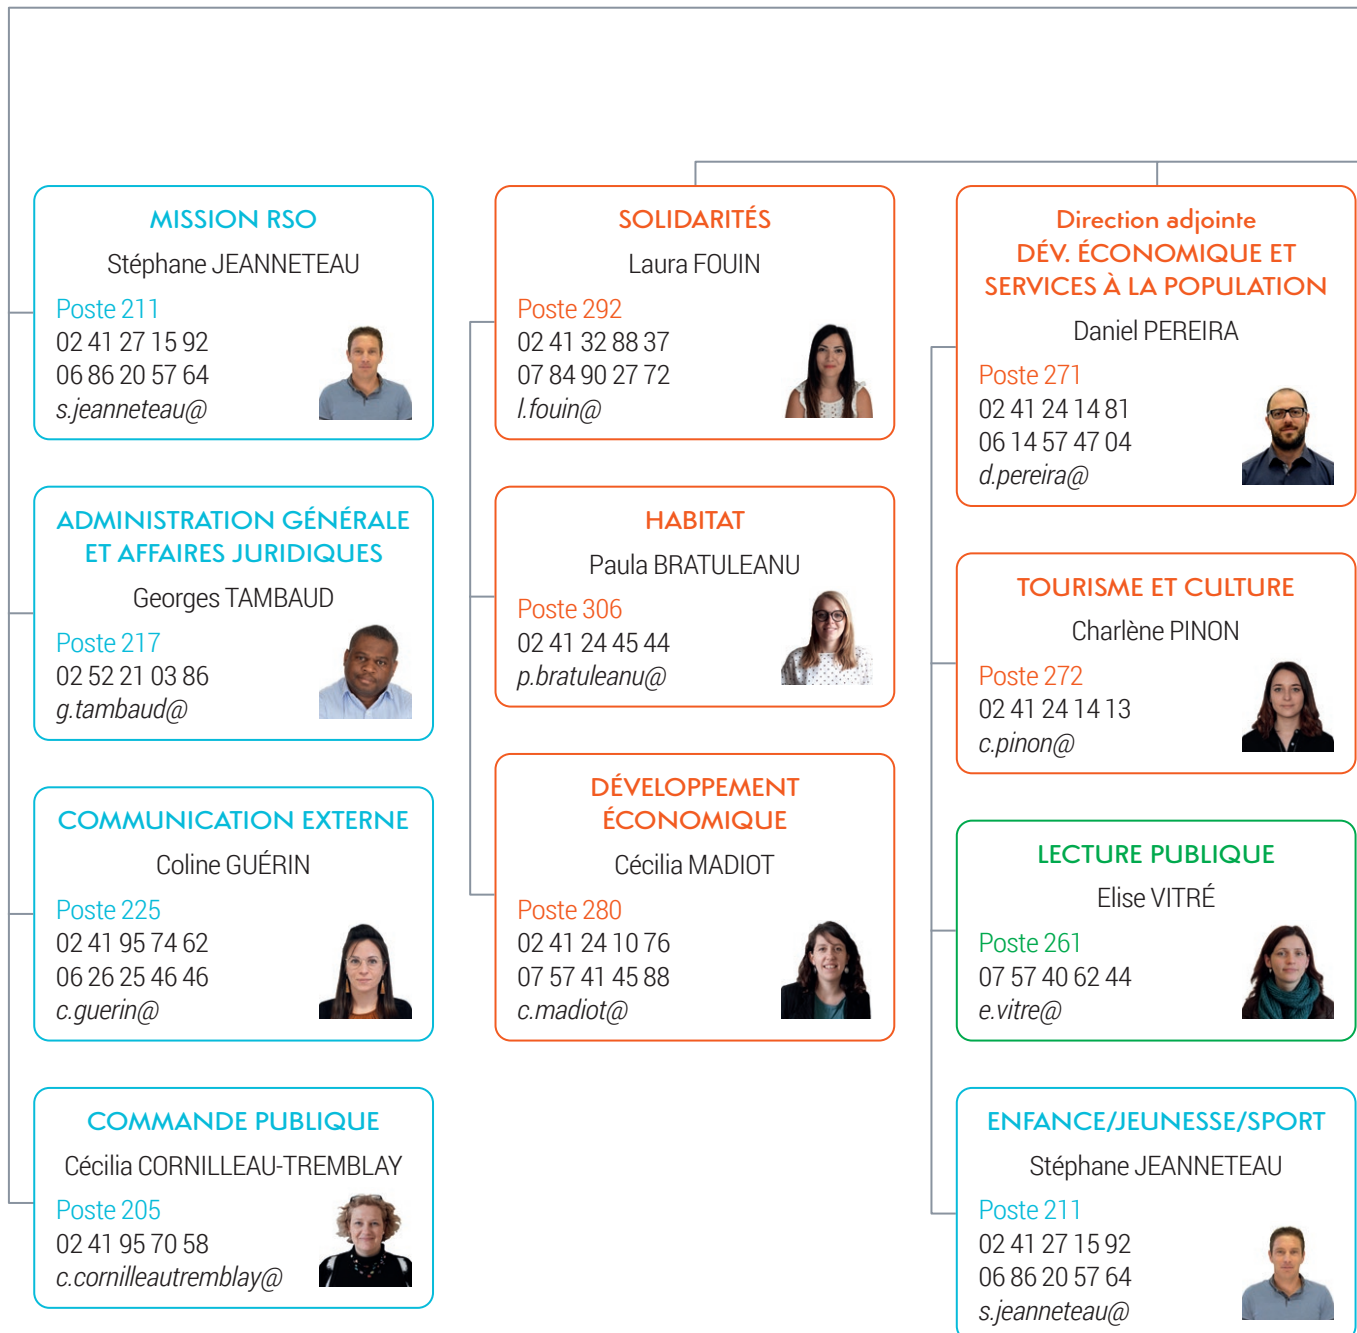 MISSION RSO
Stéphane JEANNETEAU
Poste 211
02 41 27 15 92
06 86 20 57 64
s.jeanneteau@
ADMINISTRATION GÉNÉRALE
ET AFFAIRES JURIDIQUES
Georges TAMBAUD
Poste 217
02 52 21 03 86
g.tambaud@
COMMUNICATION EXTERNE
Coline GUÉRIN
Poste 225
02 41 95 74 62
06 26 25 46 46
c.guerin@
COMMANDE PUBLIQUE
Cécilia CORNILLEAU-TREMBLAY
Poste 205
02 41 95 70 58
c.cornilleautremblay@
SOLIDARITÉS
Laura FOUIN
Poste 292
02 41 32 88 37
07 84 90 27 72
l.fouin@
HABITAT
Paula BRATULEANU
Poste 306
02 41 24 45 44
p.bratuleanu@
DÉVELOPPEMENT
ÉCONOMIQUE
Cécilia MADIOT
Poste 280
02 41 24 10 76
07 57 41 45 88
c.madiot@
Direction adjointe
DÉV. ÉCONOMIQUE ET
SERVICES À LA POPULATION
Daniel PEREIRA
Poste 271
02 41 24 14 81
06 14 57 47 04
d.pereira@
TOURISME ET CULTURE
Charlène PINON
Poste 272
02 41 24 14 13
c.pinon@
LECTURE PUBLIQUE
Elise VITRÉ
Poste 261
07 57 40 62 44
e.vitre@
ENFANCE/JEUNESSE/SPORT
Stéphane JEANNETEAU
Poste 211
02 41 27 15 92
06 86 20 57 64
s.jeanneteau@